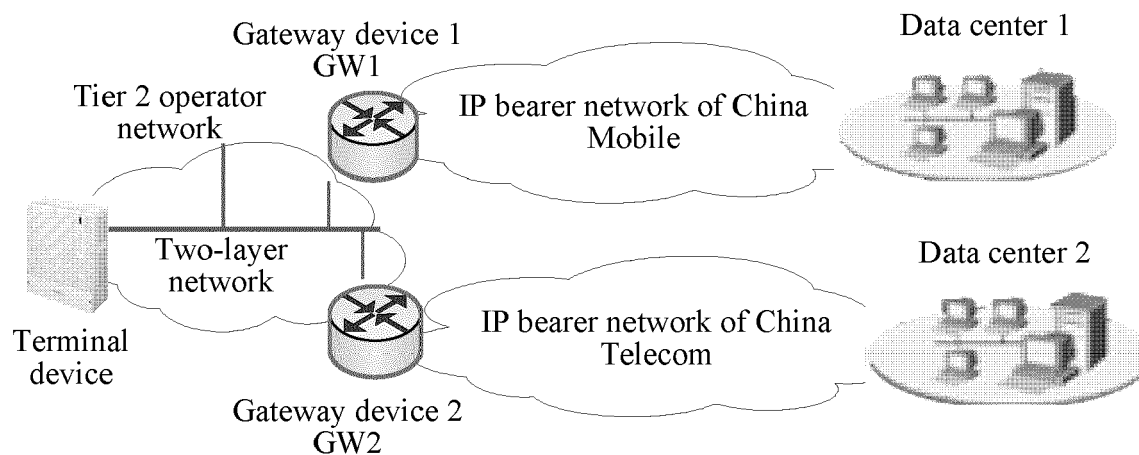 Gateway device 1
GW1
Data center 1
Tier 2 operator
network
IP bearer network of China
Mobile
Two-layer
network
Data center 2
Terminal
device
IP bearer network of China
Telecom
Gateway device 2
GW2